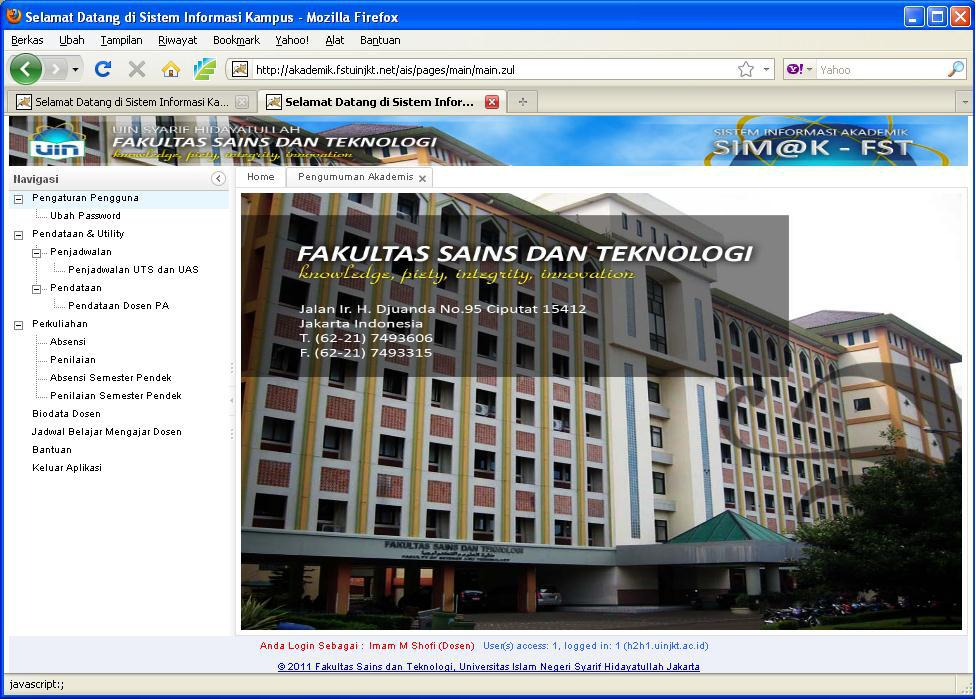 Selamat Datang di Sistem Informasi Kampus - Mozilla Firefox
Berkas Ubah Tampilan Riwayat Bookmark Yahoo! Alat Bantuan
http://akademik.fstuinjkt.net/ais/pages/main/main.zul
Y! Yahoo
Selamat Datang di Sistem Informasi Ka...
Selamat Datang di Sistem Infor...
uin
UIN SYARIF HIDAYATULLAH
FAKULTAS SAINS DAN TEKNOLOGI
knowledge, piety, integrity, innovation
SISTEM INFORMASI AKADEMIK
SIM@K - FST
Navigasi
Home
Pengumuman Akademis
Pengaturan Pengguna
Ubah Password
Pendataan & Utility
Penjadwalan
Penjadwalan UTS dan UAS
Pendataan
Pendataan Dosen PA
Perkuliahan
Absensi
Penilaian
Absensi Semester Pendek
Penilaian Semester Pendek
Biodata Dosen
Jadwal Belajar Mengajar Dosen
Bantuan
Keluar Aplikasi
FAKULTAS SAINS DAN TEKNOLOGI
knowledge, piety, integrity, innovation
Jalan Ir. H. Djuanda No.95 Ciputat 15412
Jakarta Indonesia
T. (62-21) 7493606
F. (62-21) 7493315
FAKULTAS SAINS DAN TEKNOLOGI
FACULTY OF SCIENCE AND TECHNOLOGY
Anda Login Sebagai : Imam M Shofi (Dosen) User(s) access: 1, logged in: 1 (h2h1.uinjkt.ac.id)
© 2011 Fakultas Sains dan Teknologi, Universitas Islam Negeri Syarif Hidayatullah Jakarta
javascript:;